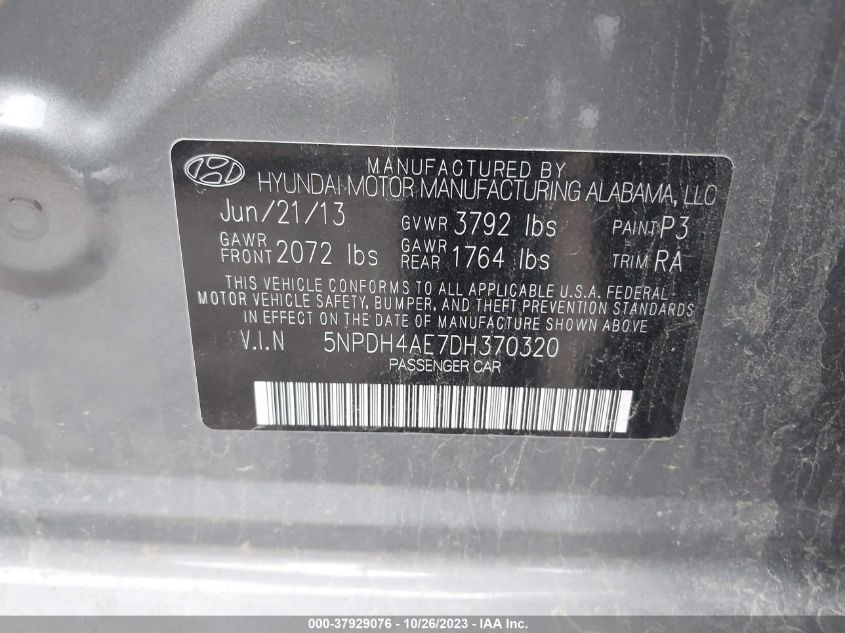 MANUFACTURED BY
HYUNDAI MOTOR MANUFACTURING ALABAMA, LLC
Jun/21/13 GVWR 3792 lbs PAINT P3
GAWR FRONT 2072 lbs GAWR REAR 1764 lbs TRIM RA
THIS VEHICLE CONFORMS TO ALL APPLICABLE U.S.A. FEDERAL
MOTOR VEHICLE SAFETY, BUMPER, AND THEFT PREVENTION STANDARDS
IN EFFECT ON THE DATE OF MANUFACTURE SHOWN ABOVE
V.I.N 5NPDH4AE7DH370320
PASSENGER CAR
000-37929076 - 10/26/2023 - IAA Inc.